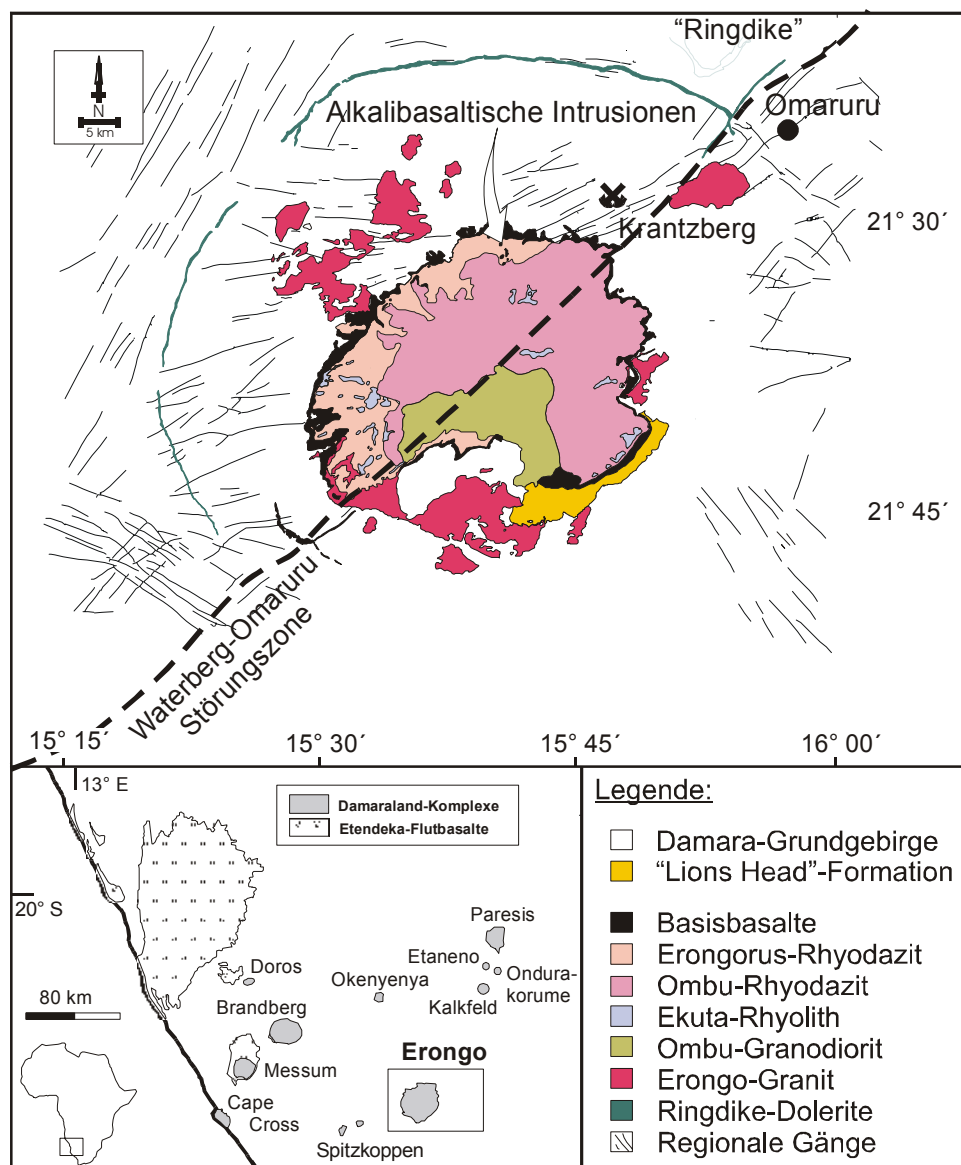 “Ringdike”
N
5 km
Omaruru
Alkalibasaltische Intrusionen
Krantzberg
21° 30´
21° 45´
Waterberg-Omaruru
Störungszone
15° 15´
15° 30´
15° 45´
16° 00´
13° E
Damaraland-Komplexe
Etendeka-Flutbasalte
20° S
Paresis
Etaneno
Doros
Okenyenya
Ondura-
korume
Brandberg
Kalkfeld
80 km
Erongo
Messum
Cape
Cross
Spitzkoppen
Legende:
Damara-Grundgebirge
“Lions Head”-Formation
Basisbasalte
Erongorus-Rhyodazit
Ombu-Rhyodazit
Ekuta-Rhyolith
Ombu-Granodiorit
Erongo-Granit
Ringdike-Dolerite
Regionale Gänge